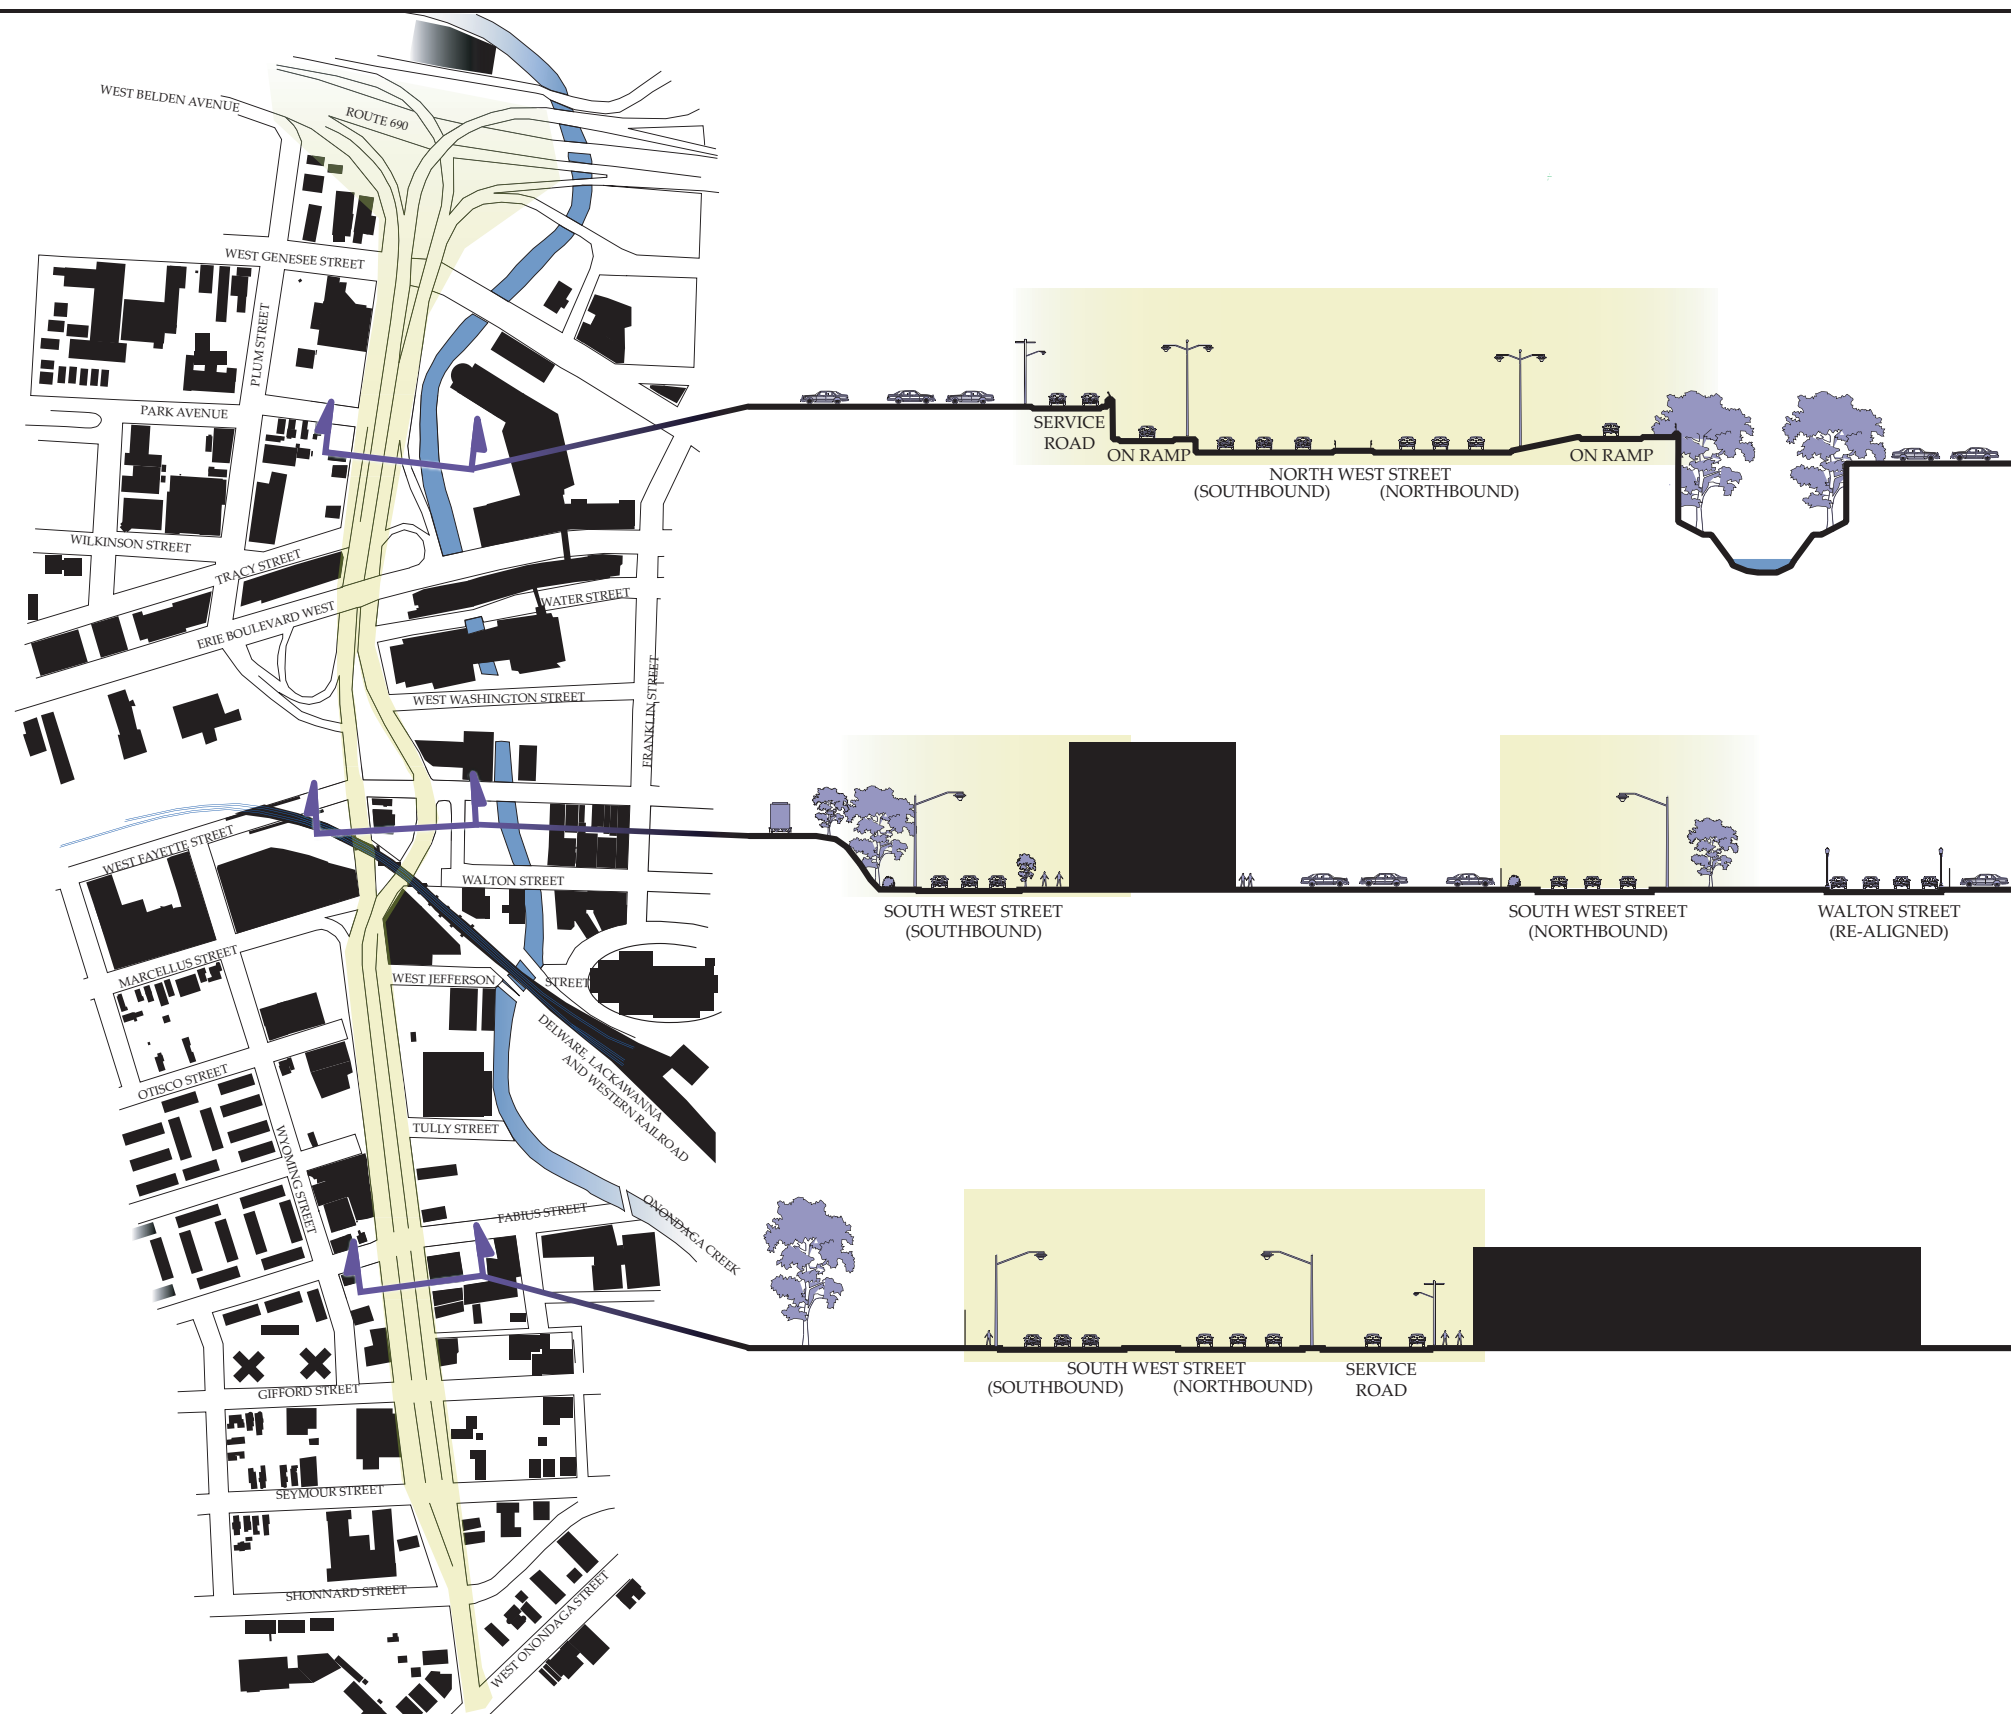 WEST BELDEN AVENUE
ROUTE 690
WEST GENESEE STREET
PLUM STREET
PARK AVENUE
WILKINSON STREET
TRACY STREET
ERIE BOULEVARD WEST
WATER STREET
WEST WASHINGTON STREET
FRANKLIN STREET
WEST FAYETTE STREET
WALTON STREET
MARCELLUS STREET
WEST JEFFERSON
STREET
DELWARE, LACKAWANNA
AND WESTERN RAILROAD
OTISCO STREET
WYOMING STREET
TULLY STREET
FABIUS STREET
ONONDAGA CREEK
GIFFORD STREET
SEYMOUR STREET
SHONNARD STREET
WEST ONONDAGA STREET
SERVICE
ROAD
ON RAMP
NORTH WEST STREET
(SOUTHBOUND)
(NORTHBOUND)
ON RAMP
SOUTH WEST STREET
(SOUTHBOUND)
SOUTH WEST STREET
(NORTHBOUND)
WALTON STREET
(RE-ALIGNED)
SOUTH WEST STREET
(SOUTHBOUND)
(NORTHBOUND)
SERVICE
ROAD